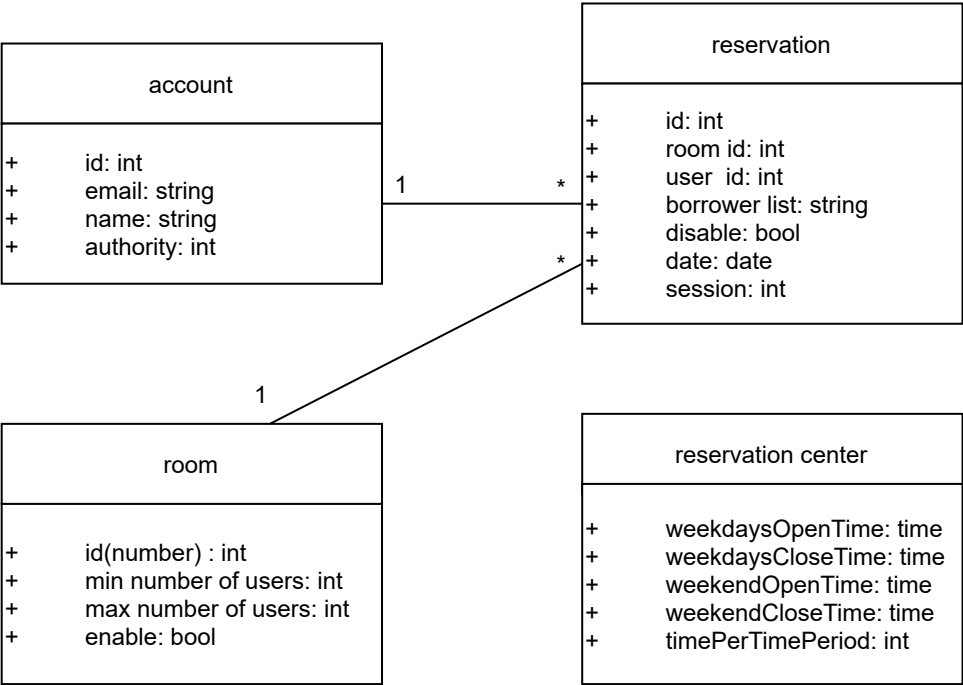 account
+ id: int
+ email: string
+ name: string
+ authority: int
1
*
reservation
+ id: int
+ room id: int
+ user  id: int
+ borrower list: string
+ disable: bool
+ date: date
+ session: int
*
1
room
+ id(number) : int
+ min number of users: int
+ max number of users: int
+ enable: bool
reservation center
+ weekdaysOpenTime: time
+ weekdaysCloseTime: time
+ weekendOpenTime: time
+ weekendCloseTime: time
+ timePerTimePeriod: int